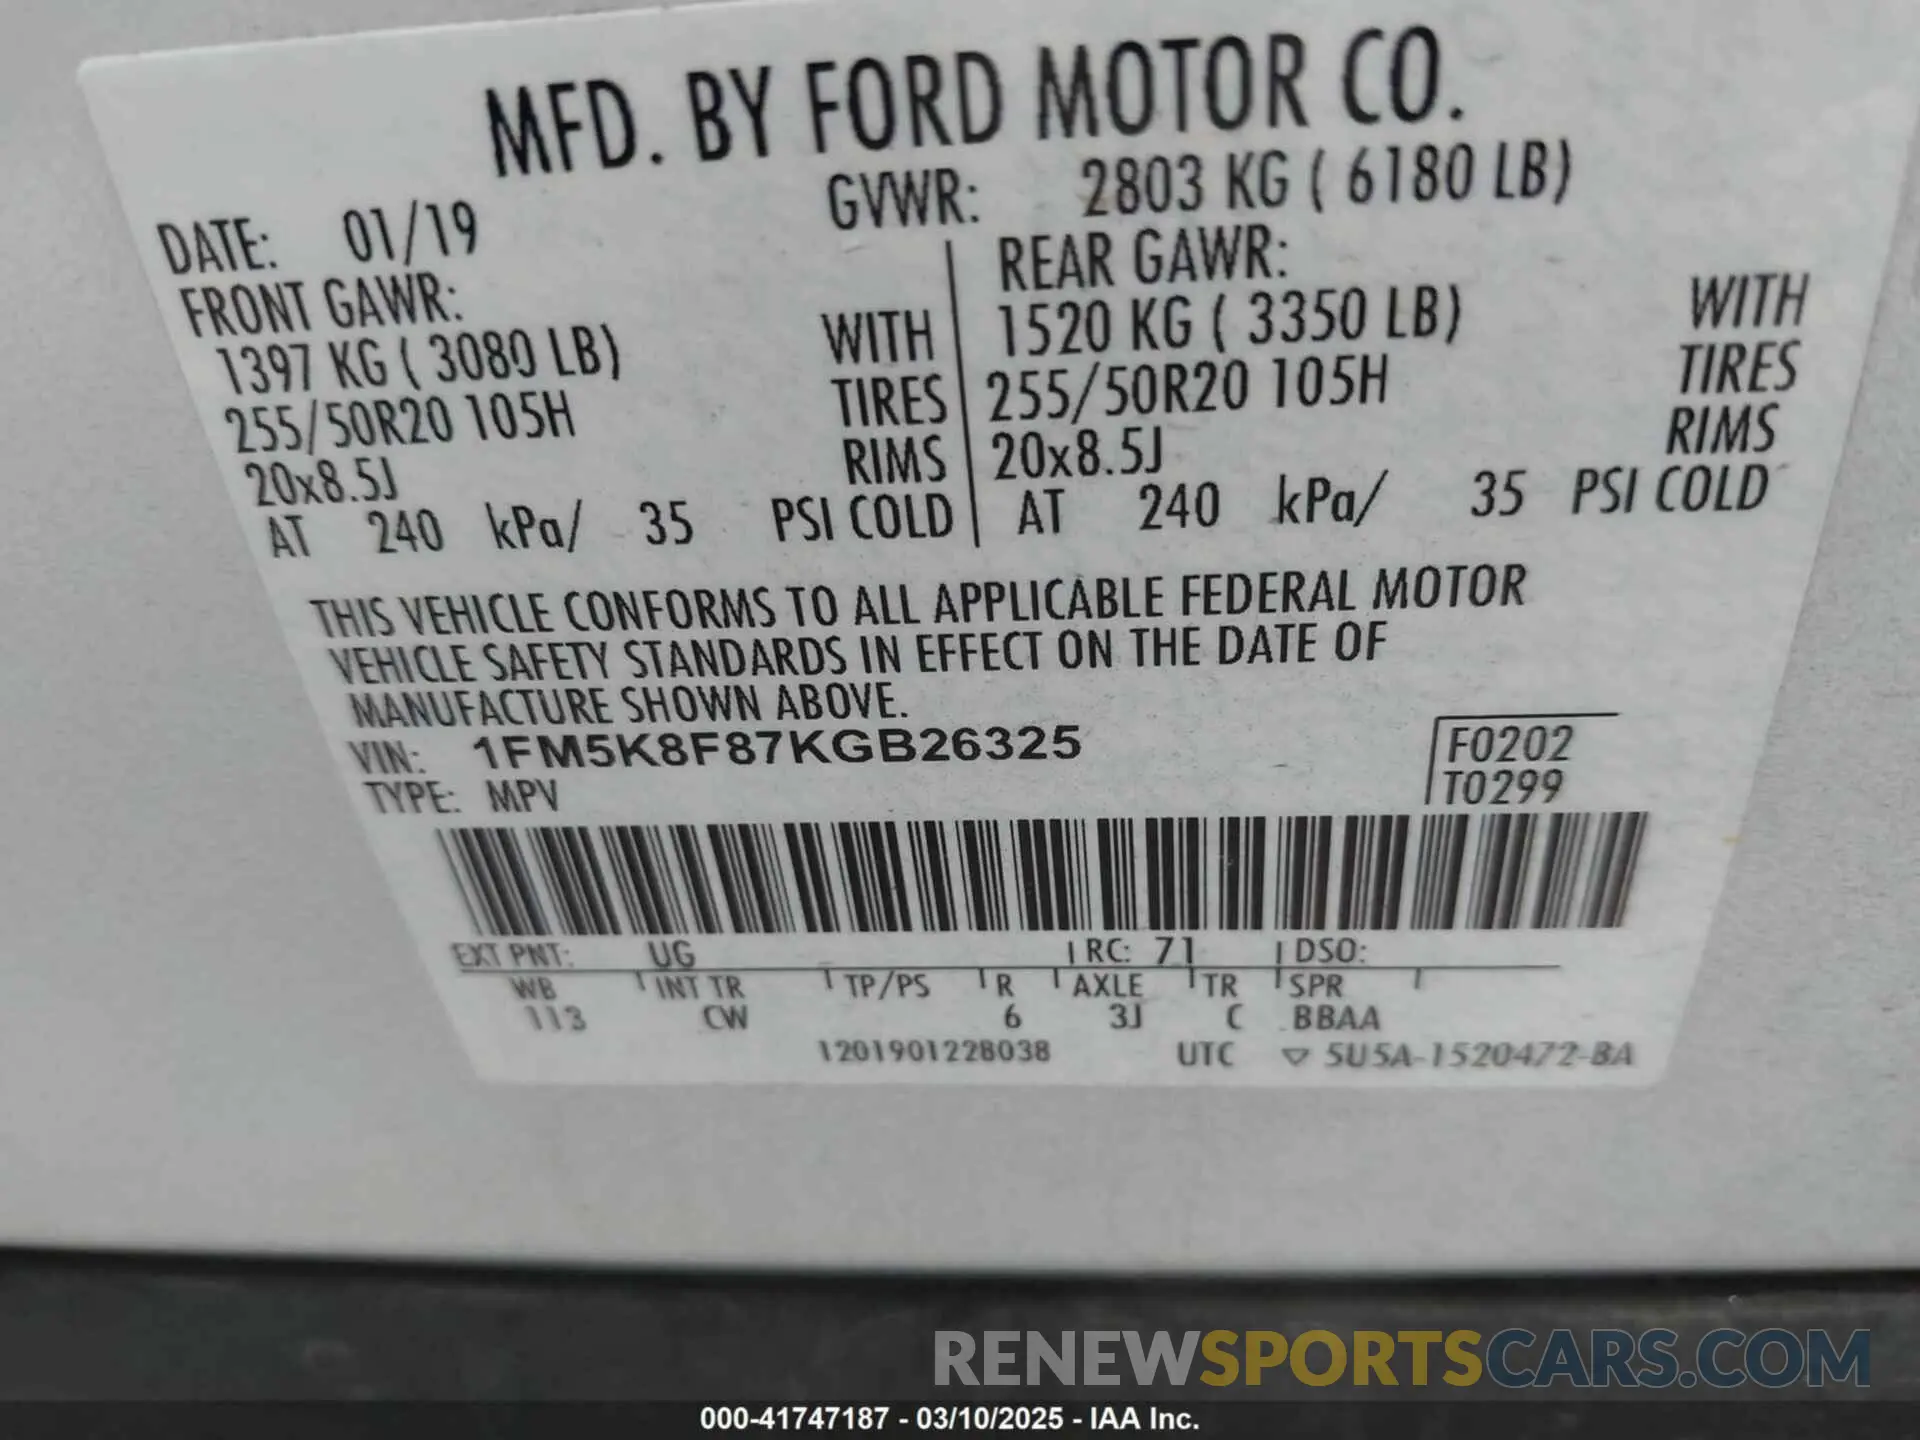 MFD. BY FORD MOTOR CO.
DATE: 01/19 GVWR: 2803 KG ( 6180 LB)
FRONT GAWR: REAR GAWR:
1397 KG ( 3080 LB) WITH 1520 KG ( 3350 LB) WITH
255/50R20 105H TIRES 255/50R20 105H TIRES
20x8.5J RIMS 20x8.5J RIMS
AT 240 kPa/ 35 PSI COLD AT 240 kPa/ 35 PSI COLD
THIS VEHICLE CONFORMS TO ALL APPLICABLE FEDERAL MOTOR
VEHICLE SAFETY STANDARDS IN EFFECT ON THE DATE OF
MANUFACTURE SHOWN ABOVE.
VIN: 1FM5K8F87KGB26325 F0202
TYPE: MPV T0299
EXT PNT: UG RC: 71 DSO:
WB INT TR TP/PS R AXLE TR SPR
113 CW 6 3J C BBAA
1201901228038 UTC ▽ 5U5A-1520472-BA
RENEWSPORTSCARS.COM
000-41747187 - 03/10/2025 - IAA Inc.